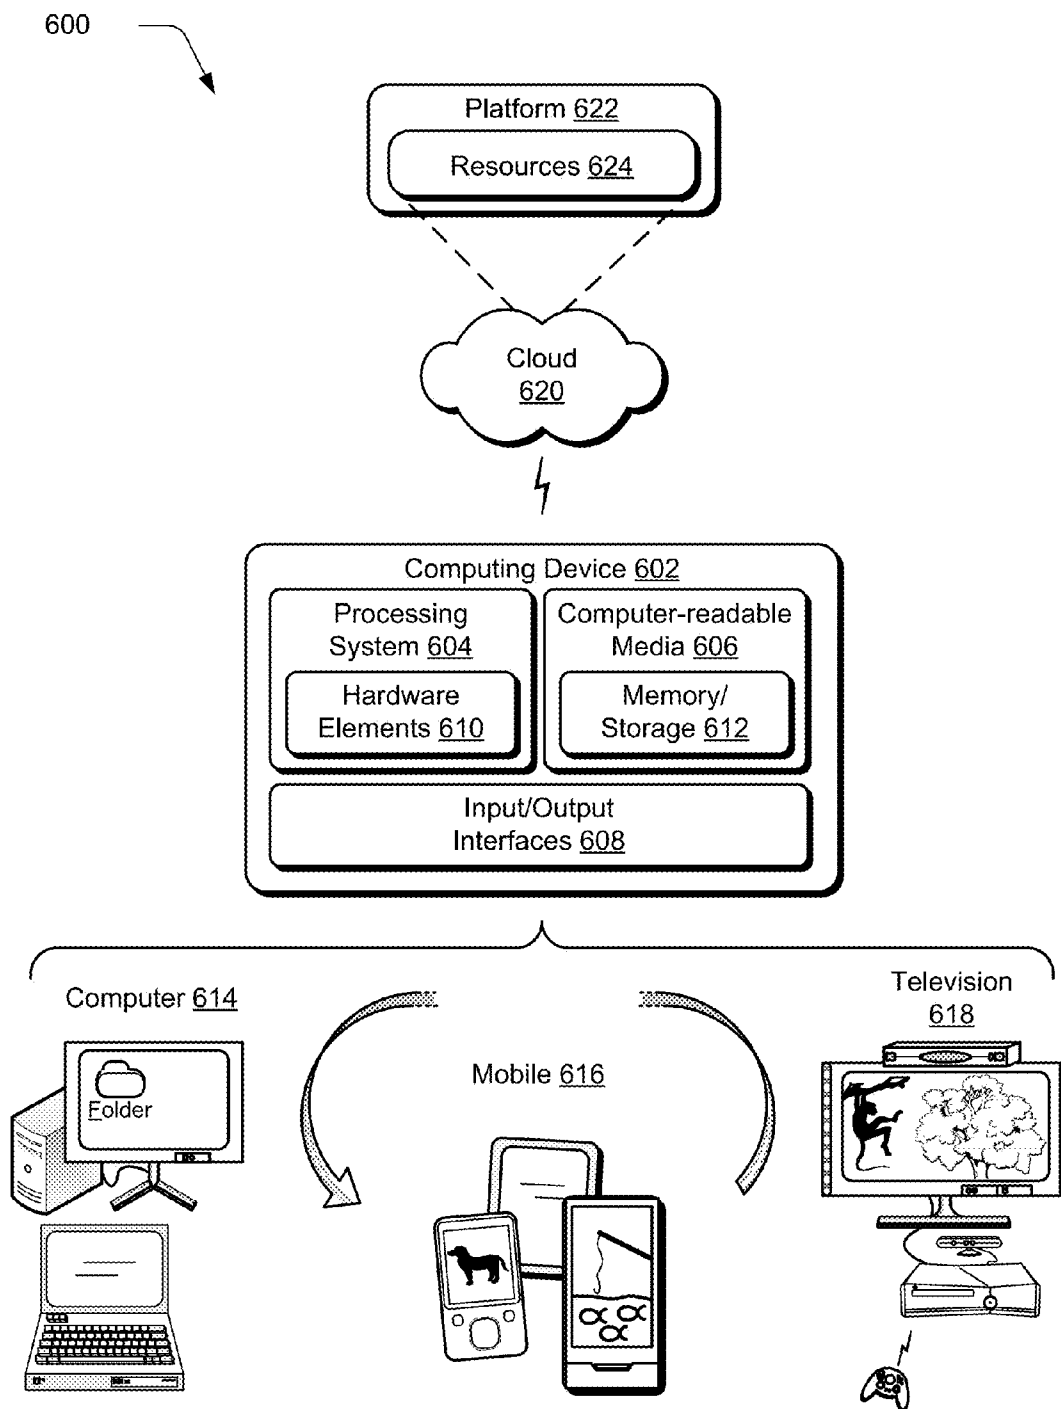 600
Platform 622
Resources 624
Cloud
620
Computing Device 602
Processing
System 604
Hardware
Elements 610
Computer-readable
Media 606
Memory/
Storage 612
Input/Output
Interfaces 608
Computer 614
Folder
Mobile 616
Television
618